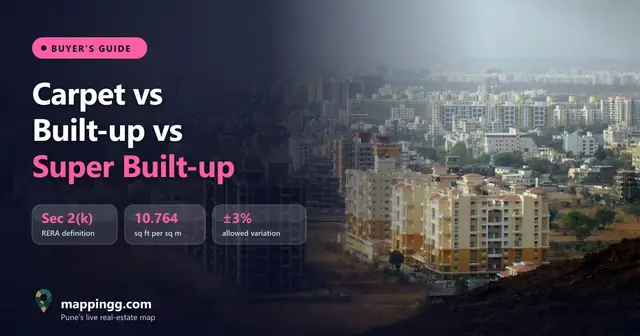 BUYER'S GUIDE
Carpet vs
Built-up vs
Super Built-up
Sec 2(k)
RERA definition
10.764
sq ft per sq m
±3%
allowed variation
mappingg.com
Pune's live real-estate map